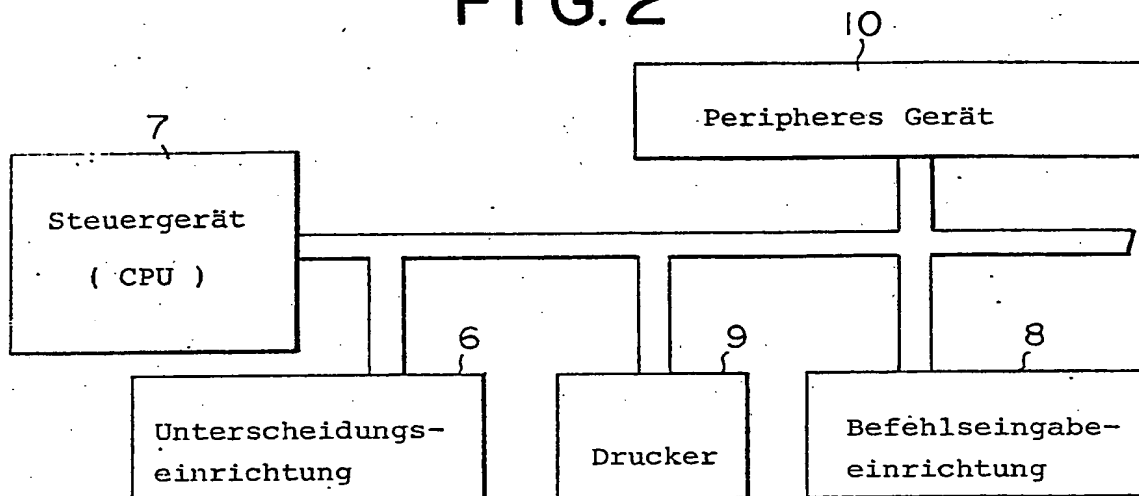 FIG. 2
10
Peripheres Gerät
7
Steuergerät
( CPU )
6
9
8
Unterscheidungs-
einrichtung
Drucker
Befehlseingabe-
einrichtung